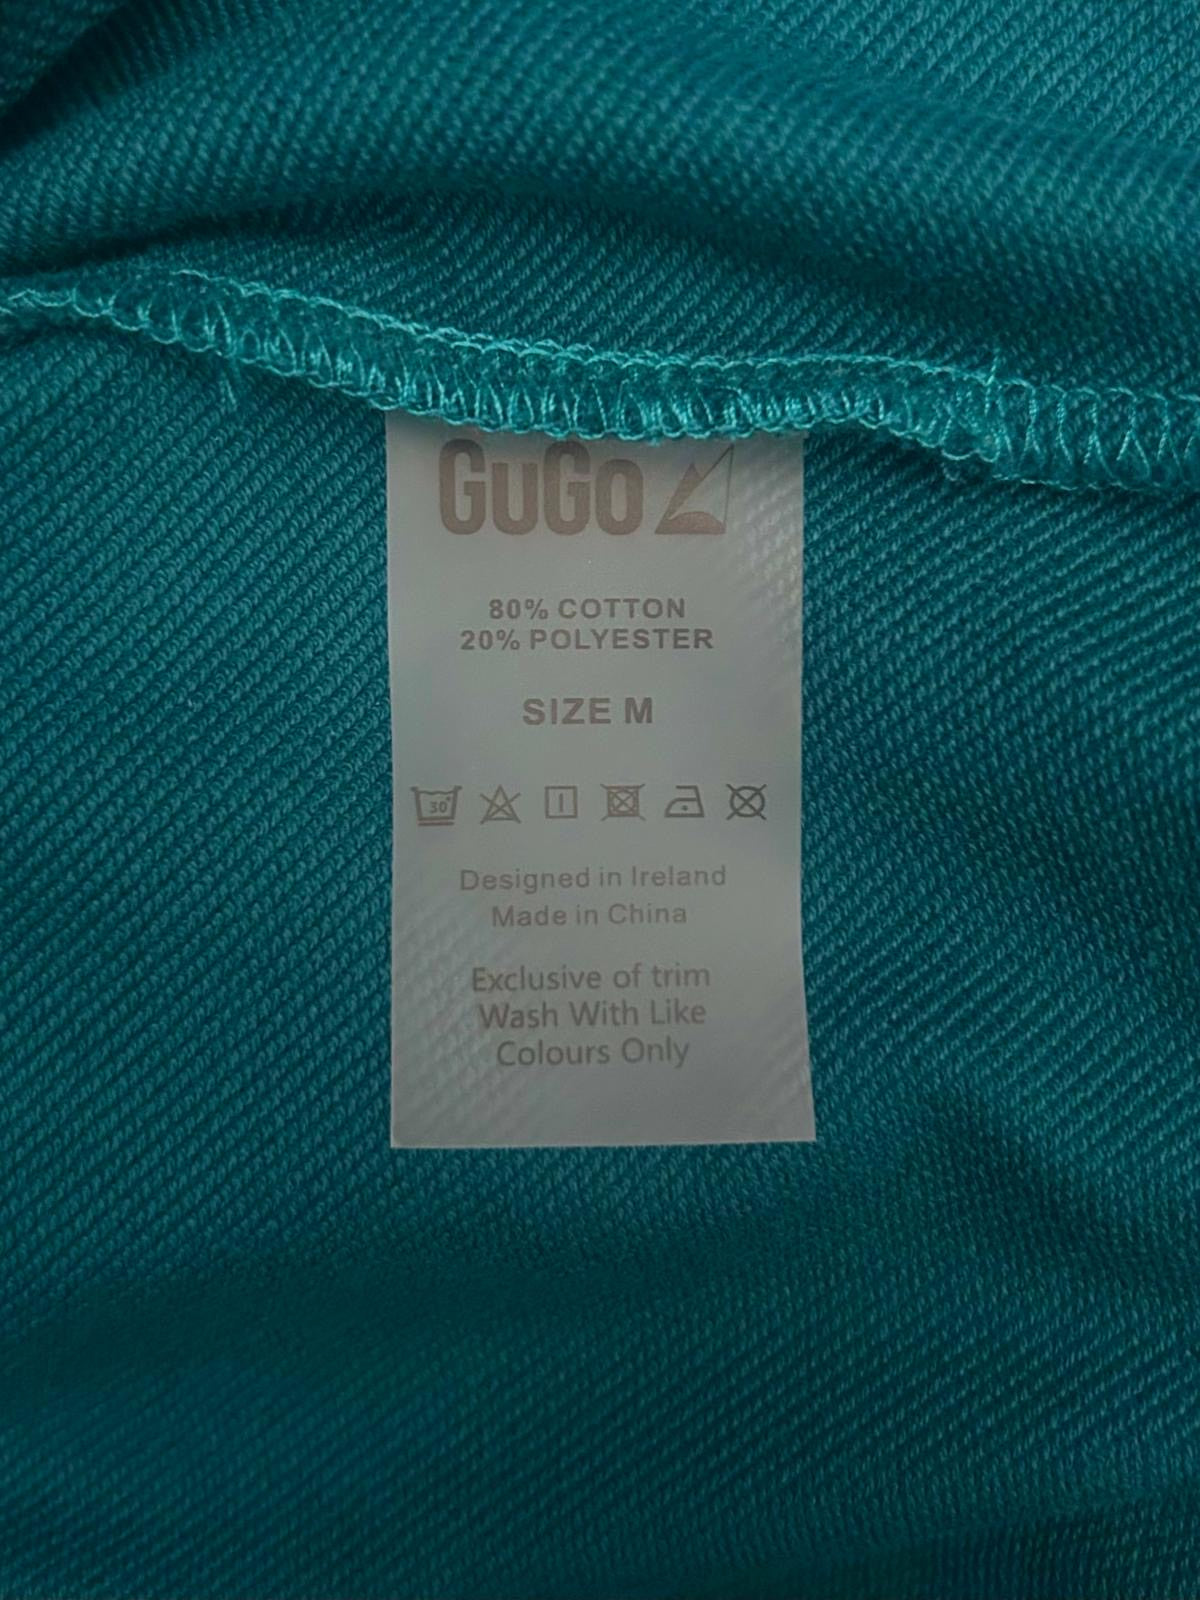 GuGo
80% COTTON
20% POLYESTER
SIZE M
30°
Designed in Ireland
Made in China
Exclusive of trim
Wash With Like
Colours Only